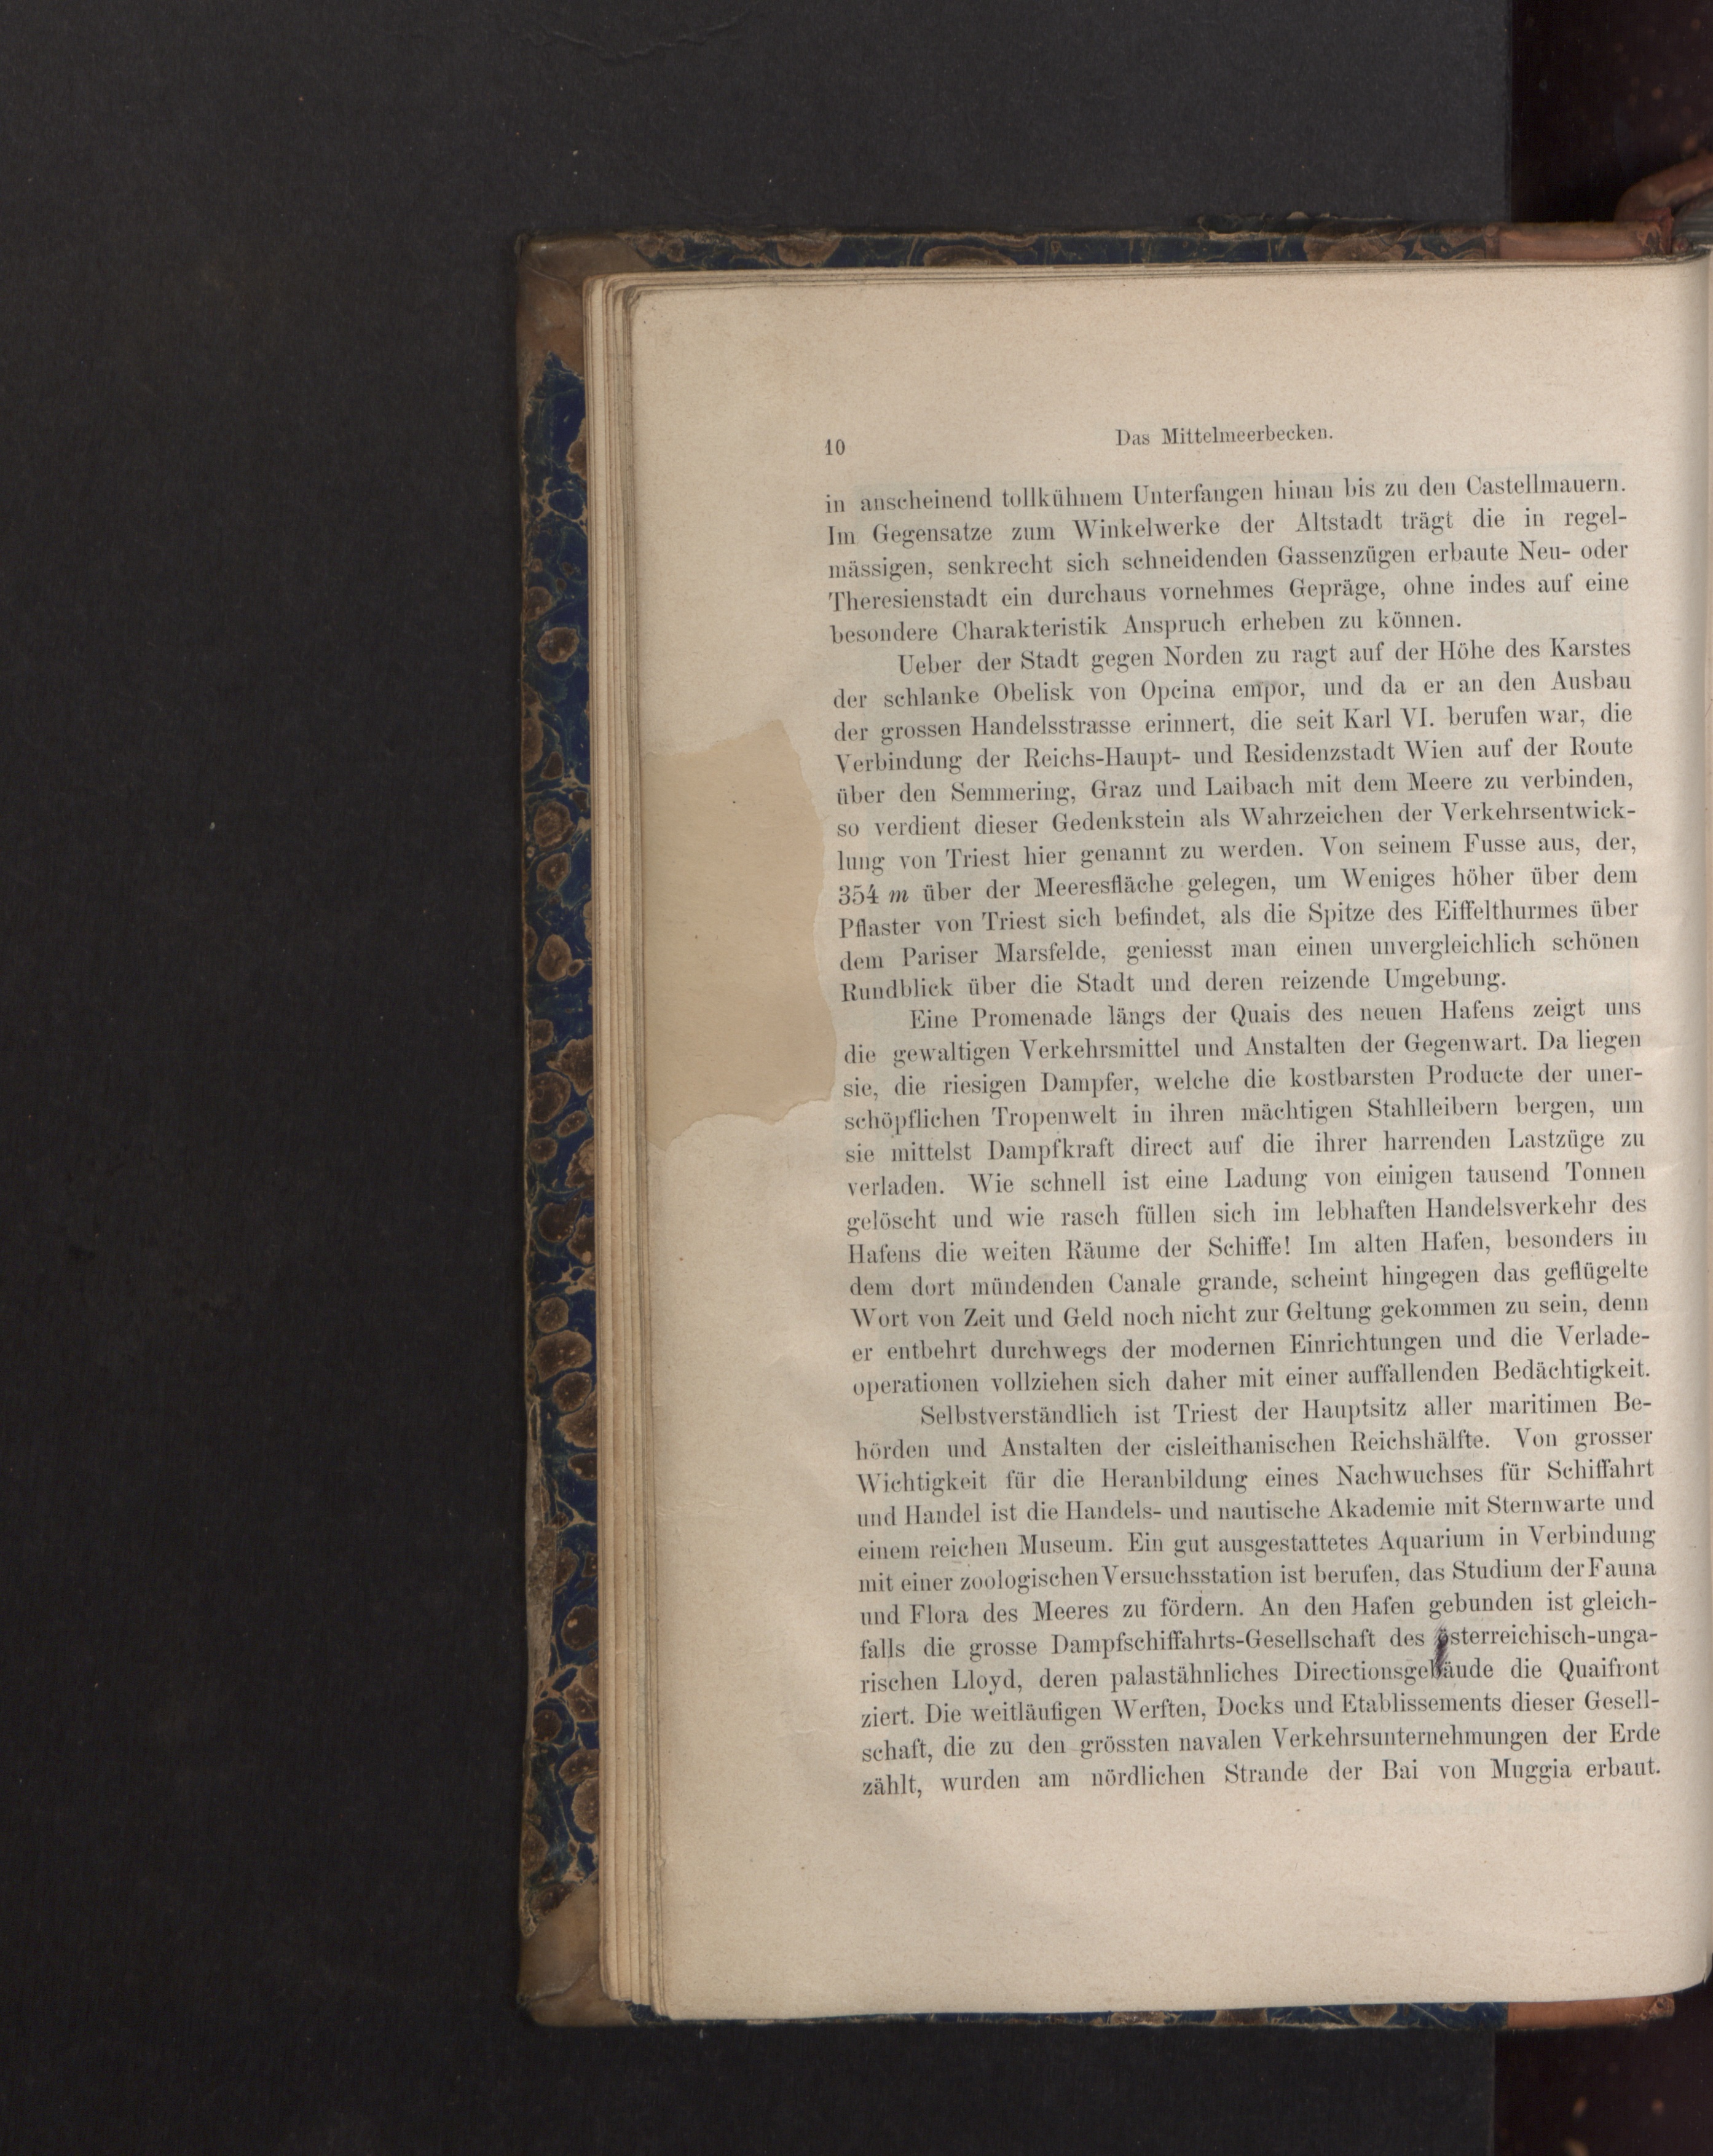 10
Das Mittelmeerbecken.
in anscheinend tollkühnem Unterfangen hinan bis zu den Castellmauern.
Im Gegensatze zum Winkelwerke der Altstadt trägt die in regel-
mässigen, senkrecht sich schneidenden Gassenzügen erbaute Neu- oder
Theresienstadt ein durchaus vornehmes Gepräge, ohne indes auf eine
besondere Charakteristik Anspruch erheben zu können.
Ueber der Stadt gegen Norden zu ragt auf der Höhe des Karstes
der schlanke Obelisk von Opcina empor, und da er an den Ausbau
der grossen Handelsstrasse erinnert, die seit Karl VI. berufen war, die
Verbindung der Reichs-Haupt- und Residenzstadt Wien auf der Route
über den Semmering, Graz und Laibach mit dem Meere zu verbinden,
so verdient dieser Gedenkstein als Wahrzeichen der Verkehrsentwick-
lung von Triest hier genannt zu werden. Von seinem Fusse aus, der,
354 m über der Meeresfläche gelegen, um Weniges höher über dem
Pflaster von Triest sich befindet, als die Spitze des Eiffelthurmes über
dem Pariser Marsfelde, geniesst man einen unvergleichlich schönen
Rundblick über die Stadt und deren reizende Umgebung.
Eine Promenade längs der Quais des neuen Hafens zeigt uns
die gewaltigen Verkehrsmittel und Anstalten der Gegenwart. Da liegen
sie, die riesigen Dampfer, welche die kostbarsten Producte der uner-
schöpflichen Tropenwelt in ihren mächtigen Stahlleibern bergen, um
sie mittelst Dampfkraft direct auf die ihrer harrenden Lastzüge zu
verladen. Wie schnell ist eine Ladung von einigen tausend Tonnen
gelöscht und wie rasch füllen sich im lebhaften Handelsverkehr des
Hafens die weiten Räume der Schiffe! Im alten Hafen, besonders in
dem dort mündenden Canale grande, scheint hingegen das geflügelte
Wort von Zeit und Geld noch nicht zur Geltung gekommen zu sein, denn
er entbehrt durchwegs der modernen Einrichtungen und die Verlade-
operationen vollziehen sich daher mit einer auffallenden Bedächtigkeit.
Selbstverständlich ist Triest der Hauptsitz aller maritimen Be-
hörden und Anstalten der cisleithanischen Reichshälfte. Von grosser
Wichtigkeit für die Heranbildung eines Nachwuchses für Schiffahrt
und Handel ist die Handels- und nautische Akademie mit Sternwarte und
einem reichen Museum. Ein gut ausgestattetes Aquarium in Verbindung
mit einer zoologischen Versuchsstation ist berufen, das Studium der Fauna
und Flora des Meeres zu fördern. An den Hafen gebunden ist gleich-
falls die grosse Dampfschiffahrts-Gesellschaft des österreichisch-unga-
rischen Lloyd, deren palastähnliches Directionsgebäude die Quaifront
ziert. Die weitläufigen Werften, Docks und Etablissements dieser Gesell-
schaft, die zu den grössten navalen Verkehrsunternehmungen der Erde
zählt, wurden am nördlichen Strande der Bai von Muggia erbaut.